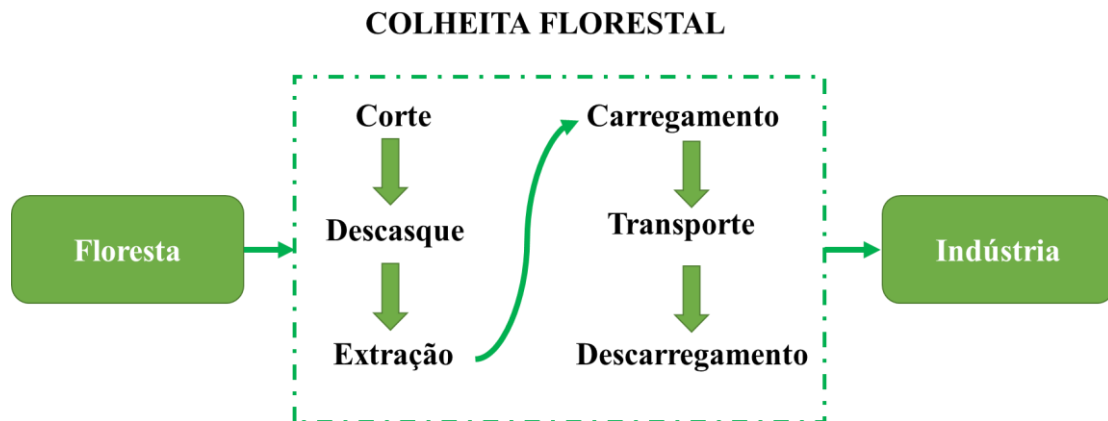 COLHEITA FLORESTAL
Floresta
Corte
Descasque
Extração
Carregamento
Transporte
Descarregamento
Indústria